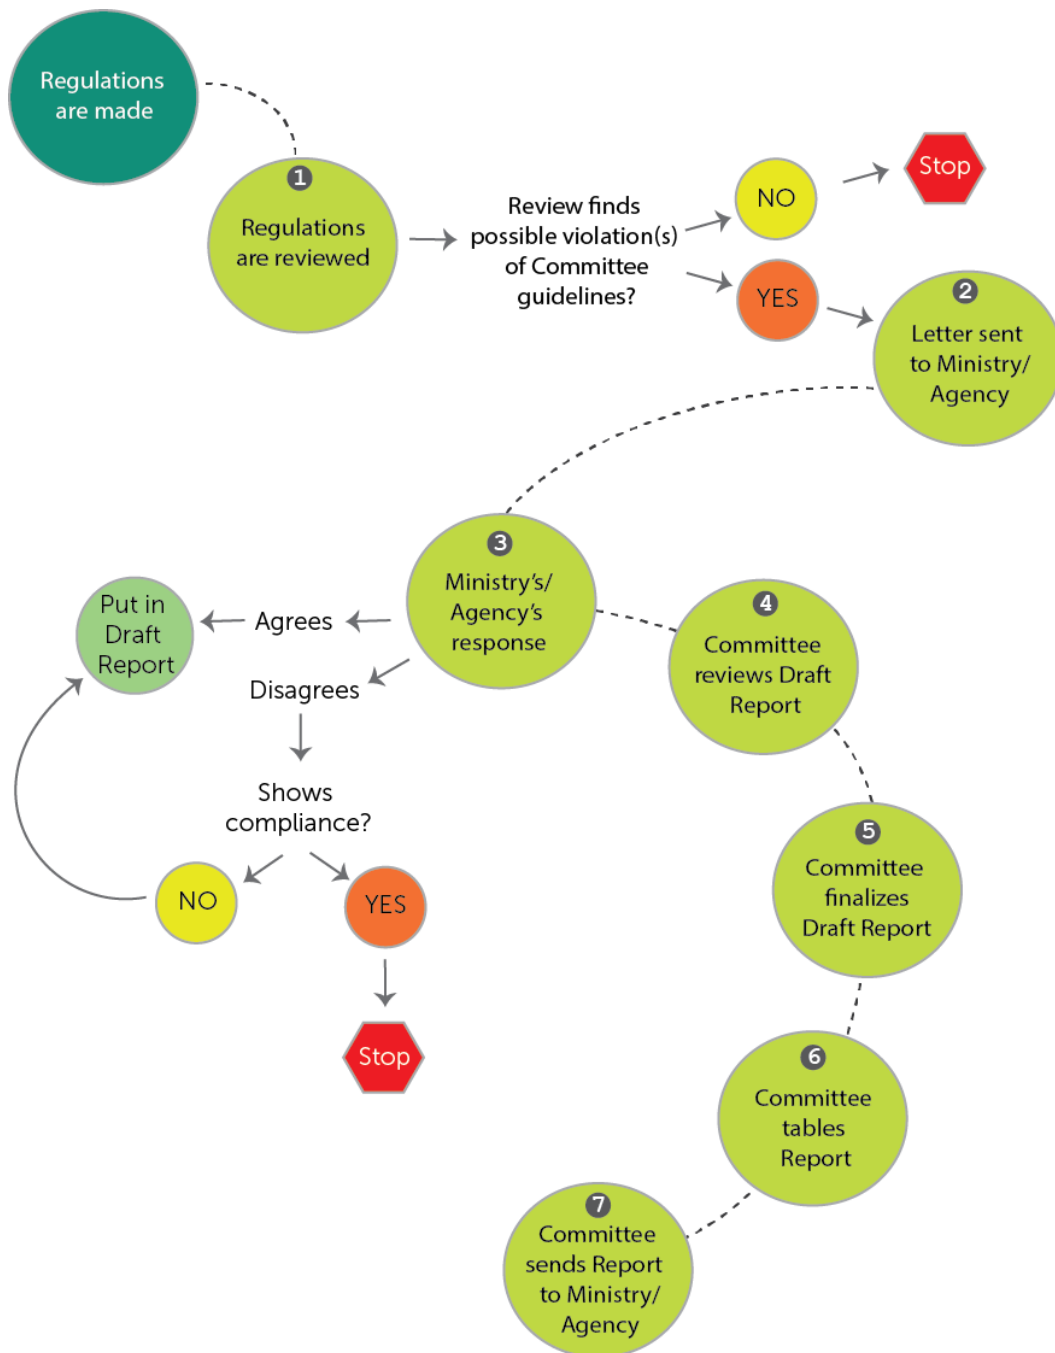 Regulations
are made
1
Regulations
are reviewed
Review finds
possible violation(s)
of Committee
guidelines?
NO
Stop
YES
2
Letter sent
to Ministry/
Agency
3
Ministry's/
Agency's
response
Agrees
Put in
Draft
Report
Disagrees
Shows
compliance?
NO
YES
Stop
4
Committee
reviews Draft
Report
5
Committee
finalizes
Draft Report
6
Committee
tables
Report
7
Committee
sends Report
to Ministry/
Agency